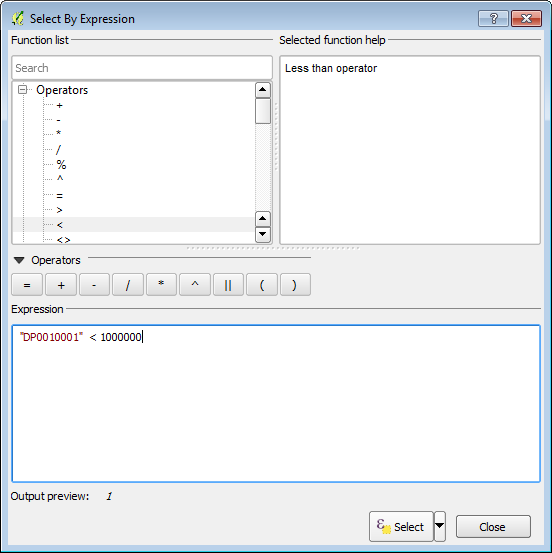 Select By Expression
?
Function list
Search
Operators
+
-
*
/
%
^
=
>
<
<>
Selected function help
Less than operator
Operators
= + - / * ^ || ( )
Expression
"DP0010001" < 1000000
Output preview: 1
ε Select Close